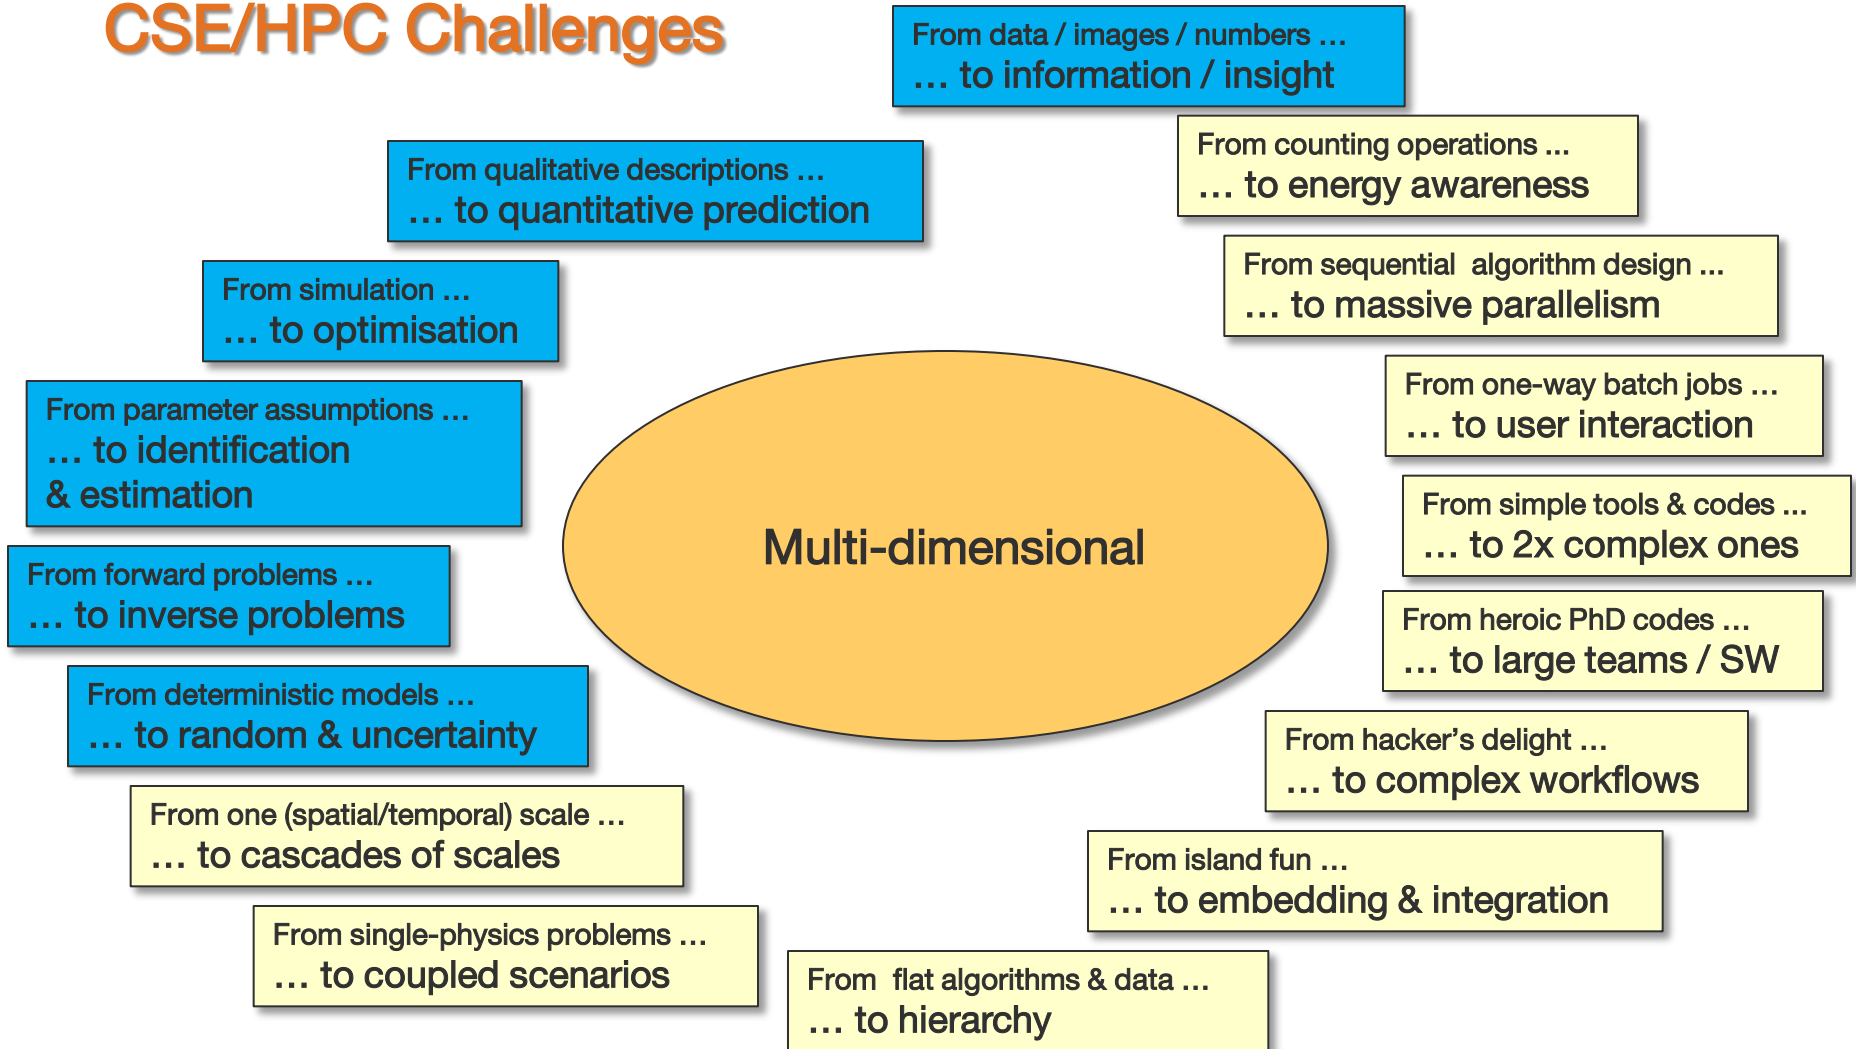 CSE/HPC Challenges
From data / images / numbers …
… to information / insight
From counting operations ...
… to energy awareness
From qualitative descriptions …
… to quantitative prediction
From sequential  algorithm design ...
… to massive parallelism
From simulation …
… to optimisation
From one-way batch jobs …
… to user interaction
From parameter assumptions …
… to identification
& estimation
From simple tools & codes ...
… to 2x complex ones
Multi-dimensional
From forward problems …
… to inverse problems
From heroic PhD codes …
… to large teams / SW
From deterministic models …
… to random & uncertainty
From hacker’s delight …
… to complex workflows
From one (spatial/temporal) scale …
… to cascades of scales
From island fun …
… to embedding & integration
From single-physics problems …
… to coupled scenarios
From  flat algorithms & data …
… to hierarchy